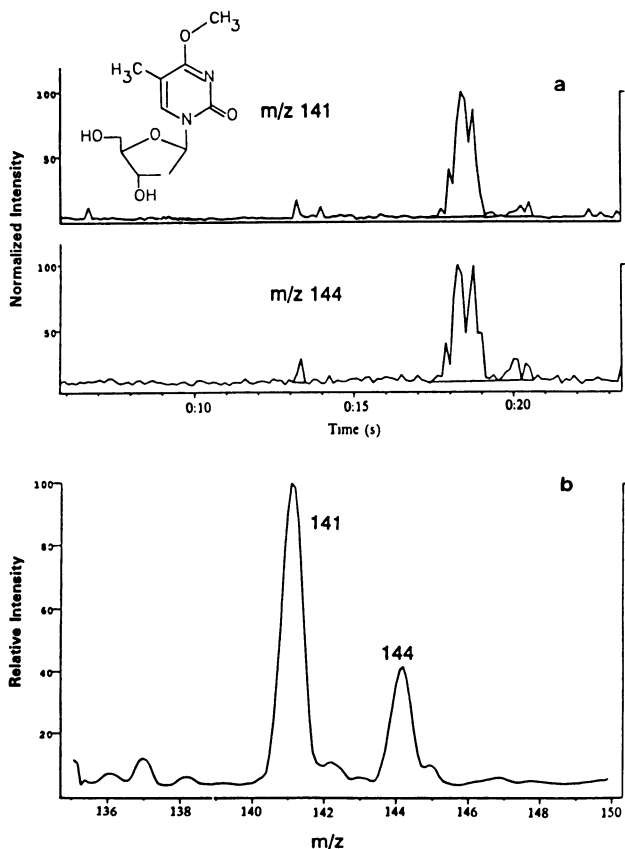 CH3
O
H3C
N
N
O
HO
O
OH
m/z 141
a
100
50
Normalized Intensity
m/z 144
100
50
0:10 0:15 0:20
Time (s)
b
100
80
60
40
20
Relative Intensity
141
144
136 138 140 142 144 146 148 150
m/z